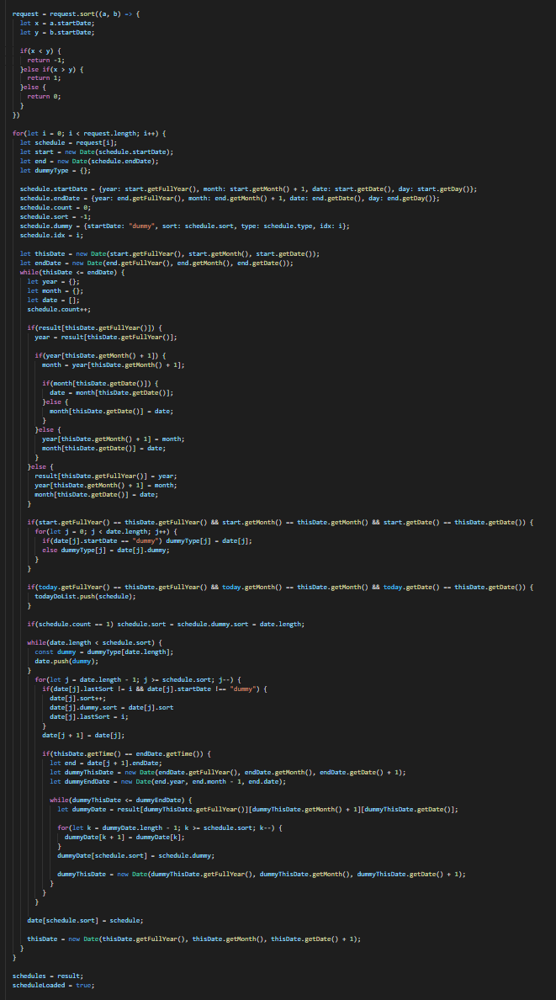 request = request.sort((a, b) => {
let x = a.startDate;
let y = b.startDate;
if(x < y) {
return -1;
}else if(x > y) {
return 1;
}else {
return 0;
}
})
for(let i = 0; i < request.length; i++) {
let schedule = request[i];
let start = new Date(schedule.startDate);
let end = new Date(schedule.endDate);
let dummyType = {};
schedule.startDate = {year: start.getFullYear(), month: start.getMonth() + 1, date: start.getDate(), day: start.getDay()};
schedule.endDate = {year: end.getFullYear(), month: end.getMonth() + 1, date: end.getDate(), day: end.getDay()};
schedule.count = 0;
schedule.sort = -1;
schedule.dummy = {startDate: "dummy", sort: schedule.sort, type: schedule.type, idx: i};
schedule.idx = i;
let thisDate = new Date(start.getFullYear(), start.getMonth(), start.getDate());
let endDate = new Date(end.getFullYear(), end.getMonth(), end.getDate());
while(thisDate <= endDate) {
let year = {};
let month = {};
let date = [];
schedule.count++;
if(result[thisDate.getFullYear()]) {
year = result[thisDate.getFullYear()];
if(year[thisDate.getMonth() + 1]) {
month = year[thisDate.getMonth() + 1];
if(month[thisDate.getDate()]) {
date = month[thisDate.getDate()];
}else {
month[thisDate.getDate()] = date;
}
}else {
year[thisDate.getMonth() + 1] = month;
month[thisDate.getDate()] = date;
}
}else {
result[thisDate.getFullYear()] = year;
year[thisDate.getMonth() + 1] = month;
month[thisDate.getDate()] = date;
}
if(start.getFullYear() == thisDate.getFullYear() && start.getMonth() == thisDate.getMonth() && start.getDate() == thisDate.getDate()) {
for(let j = 0; j < date.length; j++) {
if(date[j].startDate == "dummy") dummyType[j] = date[j];
else dummyType[j] = date[j].dummy;
}
}
if(today.getFullYear() == thisDate.getFullYear() && today.getMonth() == thisDate.getMonth() && today.getDate() == thisDate.getDate()) {
todayDoList.push(schedule);
}
if(schedule.count == 1) schedule.sort = schedule.dummy.sort = date.length;
while(date.length < schedule.sort) {
const dummy = dummyType[date.length];
date.push(dummy);
}
for(let j = date.length - 1; j >= schedule.sort; j--) {
if(date[j].lastSort != i && date[j].startDate !== "dummy") {
date[j].sort++;
date[j].dummy.sort = date[j].sort
date[j].lastSort = i;
}
date[j + 1] = date[j];
if(thisDate.getTime() == endDate.getTime()) {
let end = date[j + 1].endDate;
let dummyThisDate = new Date(endDate.getFullYear(), endDate.getMonth(), endDate.getDate() + 1);
let dummyEndDate = new Date(end.year, end.month - 1, end.date);
while(dummyThisDate <= dummyEndDate) {
let dummyDate = result[dummyThisDate.getFullYear()][dummyThisDate.getMonth() + 1][dummyThisDate.getDate()];
for(let k = dummyDate.length - 1; k >= schedule.sort; k--) {
dummyDate[k + 1] = dummyDate[k];
}
dummyDate[schedule.sort] = schedule.dummy;
dummyThisDate = new Date(dummyThisDate.getFullYear(), dummyThisDate.getMonth(), dummyThisDate.getDate() + 1);
}
}
}
date[schedule.sort] = schedule;
thisDate = new Date(thisDate.getFullYear(), thisDate.getMonth(), thisDate.getDate() + 1);
}
}
schedules = result;
scheduleLoaded = true;